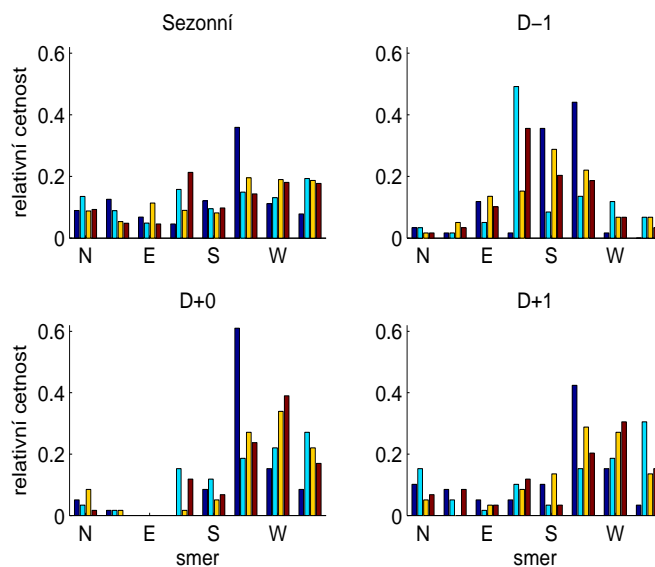 Sezonní
D−1
relativní cetnost
0.6
0.4
0.2
0
N
E
S
W
0.6
0.4
0.2
0
N
E
S
W
D+0
D+1
relativní cetnost
0.6
0.4
0.2
0
N
E
S
W
smer
0.6
0.4
0.2
0
N
E
S
W
smer